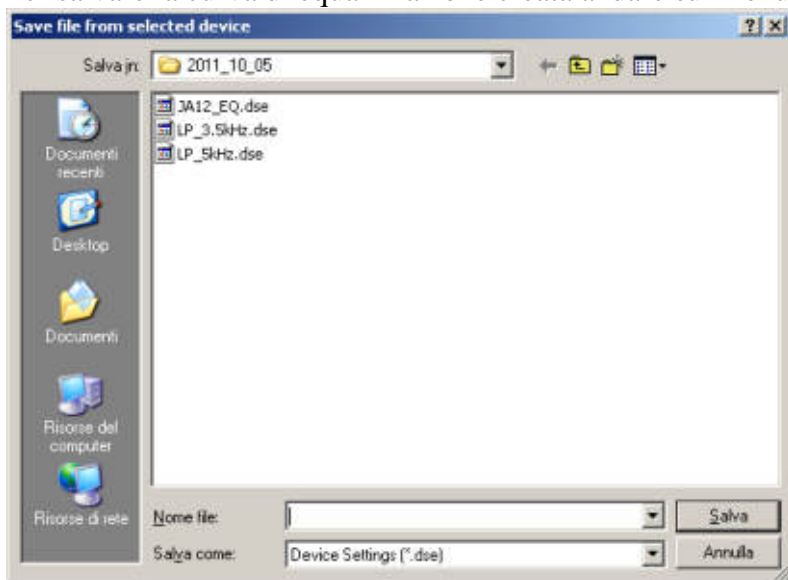 Save file from selected device
Salva in:
2011_10_05
JA12_EQ.dse
LP_3.5kHz.dse
LP_5kHz.dse
Documenti recenti
Desktop
Documenti
Risorse del computer
Risorse di rete
Nome file:
Salva
Salva come:
Device Settings (*.dse)
Annulla